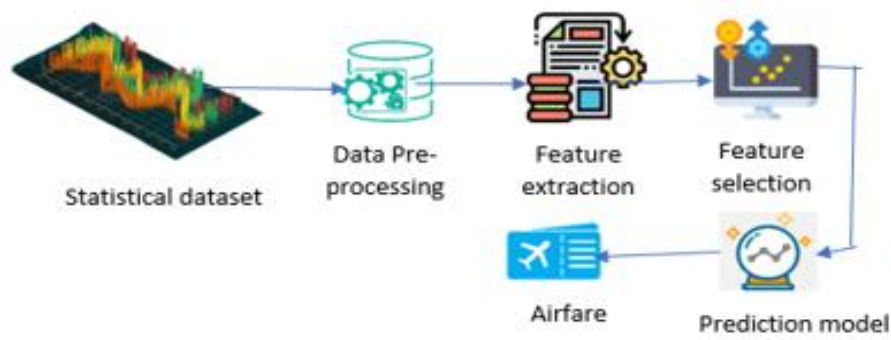 Data Pre-
processing
Feature
extraction
Feature
selection
Statistical dataset
Airfare
Prediction model